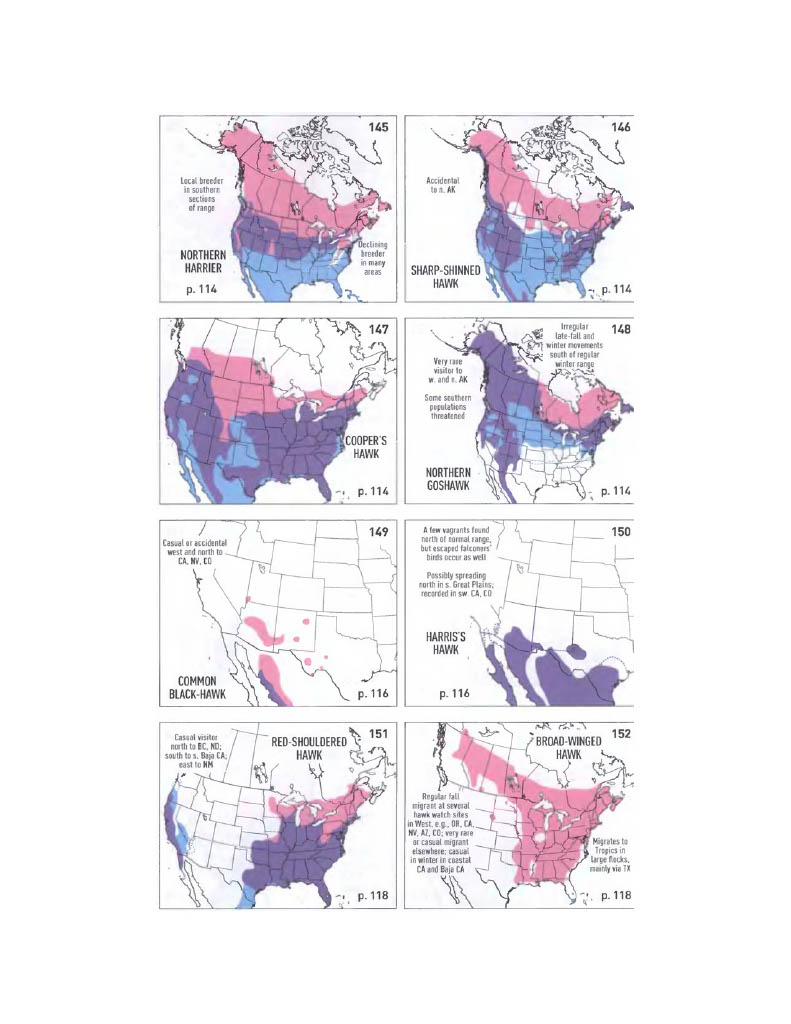 145
Local breeder
in southern
sections
of range
Declining
breeder
in many
areas
NORTHERN
HARRIER
p. 114
146
Accidental
to n. AK
SHARP-SHINNED
HAWK
p. 114
147
COOPER'S
HAWK
p. 114
148
Irregular
late-fall and
winter movements
south of regular
winter range
Very rare
visitor to
w. and n. AK
Some southern
populations
threatened
NORTHERN
GOSHAWK
p. 114
149
Casual or accidental
west and north to
CA, NV, CO
COMMON
BLACK-HAWK
p. 116
150
A few vagrants found
north of normal range,
but escaped falconers'
birds occur as well
Possibly spreading
north in s. Great Plains;
recorded in sw. CA, CO
HARRIS'S
HAWK
p. 116
151
Casual visitor
north to BC, ND;
south to s. Baja CA;
east to NM
RED-SHOULDERED
HAWK
p. 118
152
BROAD-WINGED
HAWK
Regular fall
migrant at several
hawk watch sites
in West, e.g., OR, CA,
NV, AZ, CO; very rare
or casual migrant
elsewhere; casual
in winter in coastal
CA and Baja CA
Migrates to
Tropics in
large flocks,
mainly via TX
p. 118